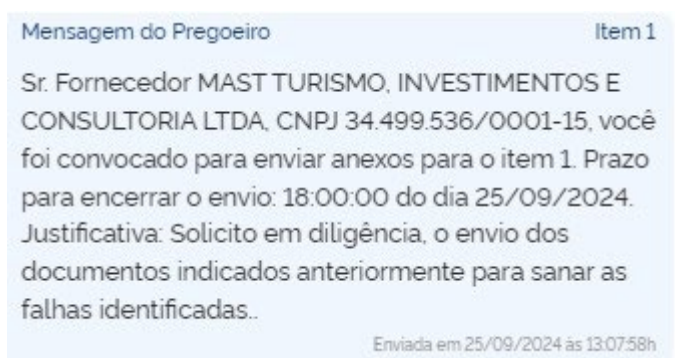 Mensagem do Pregoeiro Item 1
Sr. Fornecedor MAST TURISMO, INVESTIMENTOS E
CONSULTORIA LTDA, CNPJ 34.499.536/0001-15, você
foi convocado para enviar anexos para o item 1. Prazo
para encerrar o envio: 18:00:00 do dia 25/09/2024.
Justificativa: Solicito em diligência, o envio dos
documentos indicados anteriormente para sanar as
falhas identificadas..
Enviada em 25/09/2024 às 13:07:58h